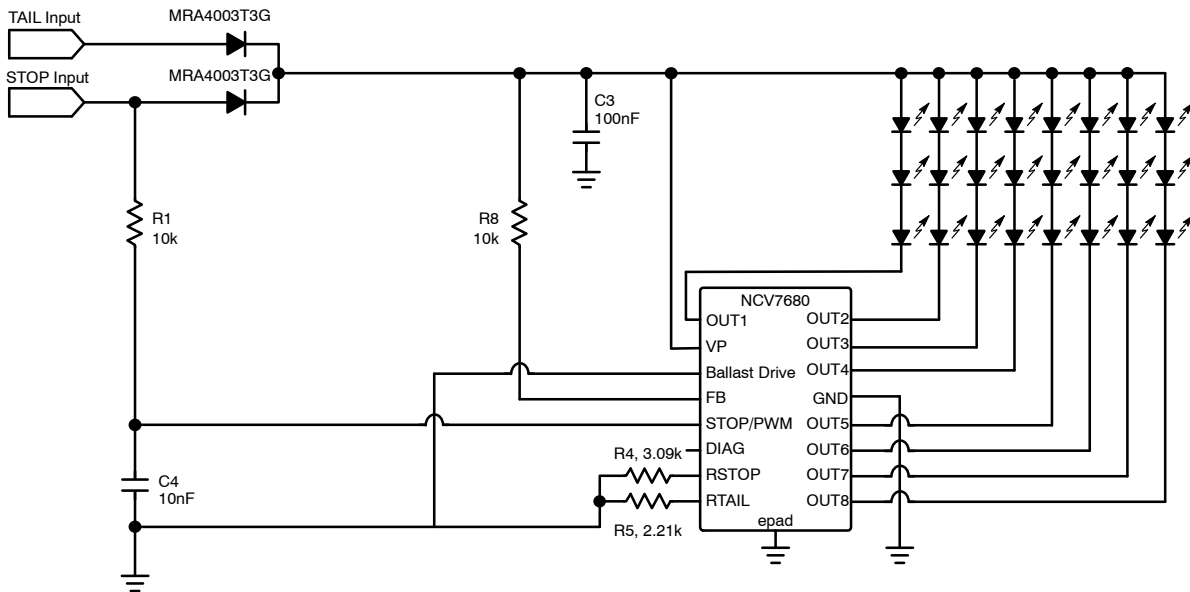 TAIL Input
MRA4003T3G
STOP Input
MRA4003T3G
C3
100nF
R1
10k
R8
10k
NCV7680
OUT1
OUT2
VP
OUT3
Ballast Drive
OUT4
FB
GND
STOP/PWM
OUT5
DIAG
OUT6
R4, 3.09k
RSTOP
OUT7
RTAIL
OUT8
C4
10nF
R5, 2.21k
epad